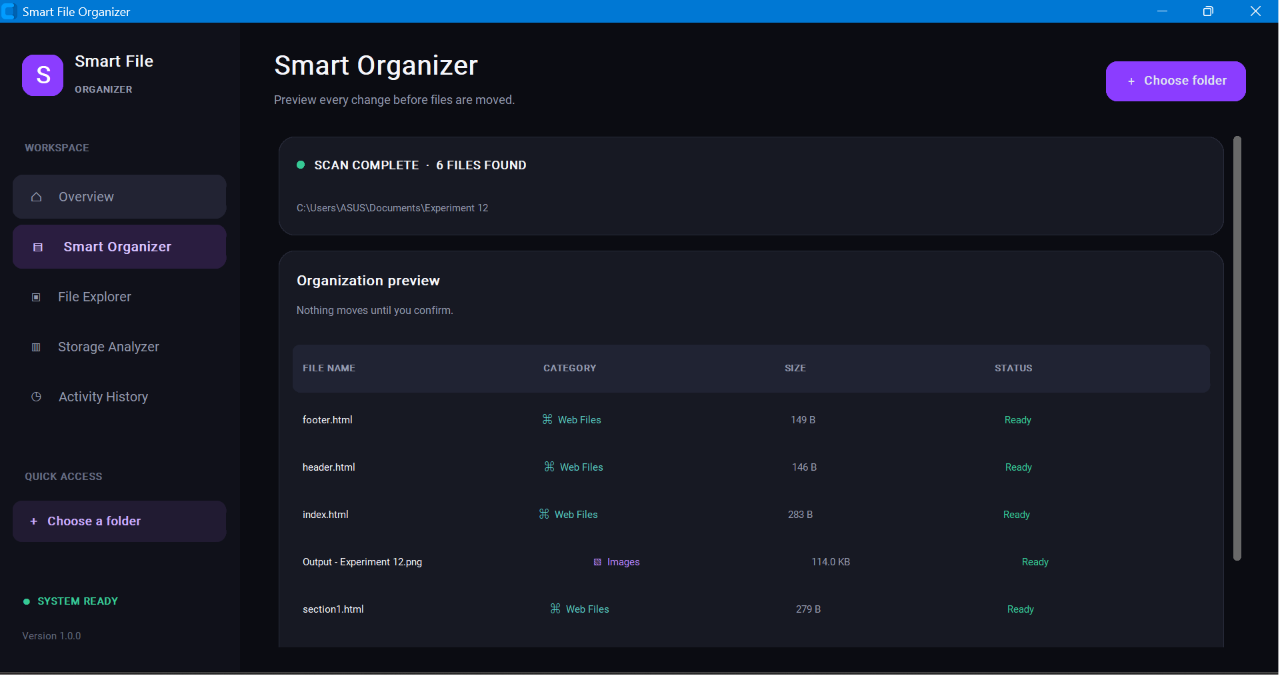 Smart File Organizer
S
Smart File
ORGANIZER
WORKSPACE
Overview
Smart Organizer
File Explorer
Storage Analyzer
Activity History
QUICK ACCESS
+ Choose a folder
SYSTEM READY
Version 1.0.0
Smart Organizer
Preview every change before files are moved.
+ Choose folder
SCAN COMPLETE · 6 FILES FOUND
C:\Users\ASUS\Documents\Experiment 12
Organization preview
Nothing moves until you confirm.
FILE NAME CATEGORY SIZE STATUS
footer.html ⌘ Web Files 149 B Ready
header.html ⌘ Web Files 146 B Ready
index.html ⌘ Web Files 283 B Ready
Output - Experiment 12.png Images 114.0 KB Ready
section1.html ⌘ Web Files 279 B Ready